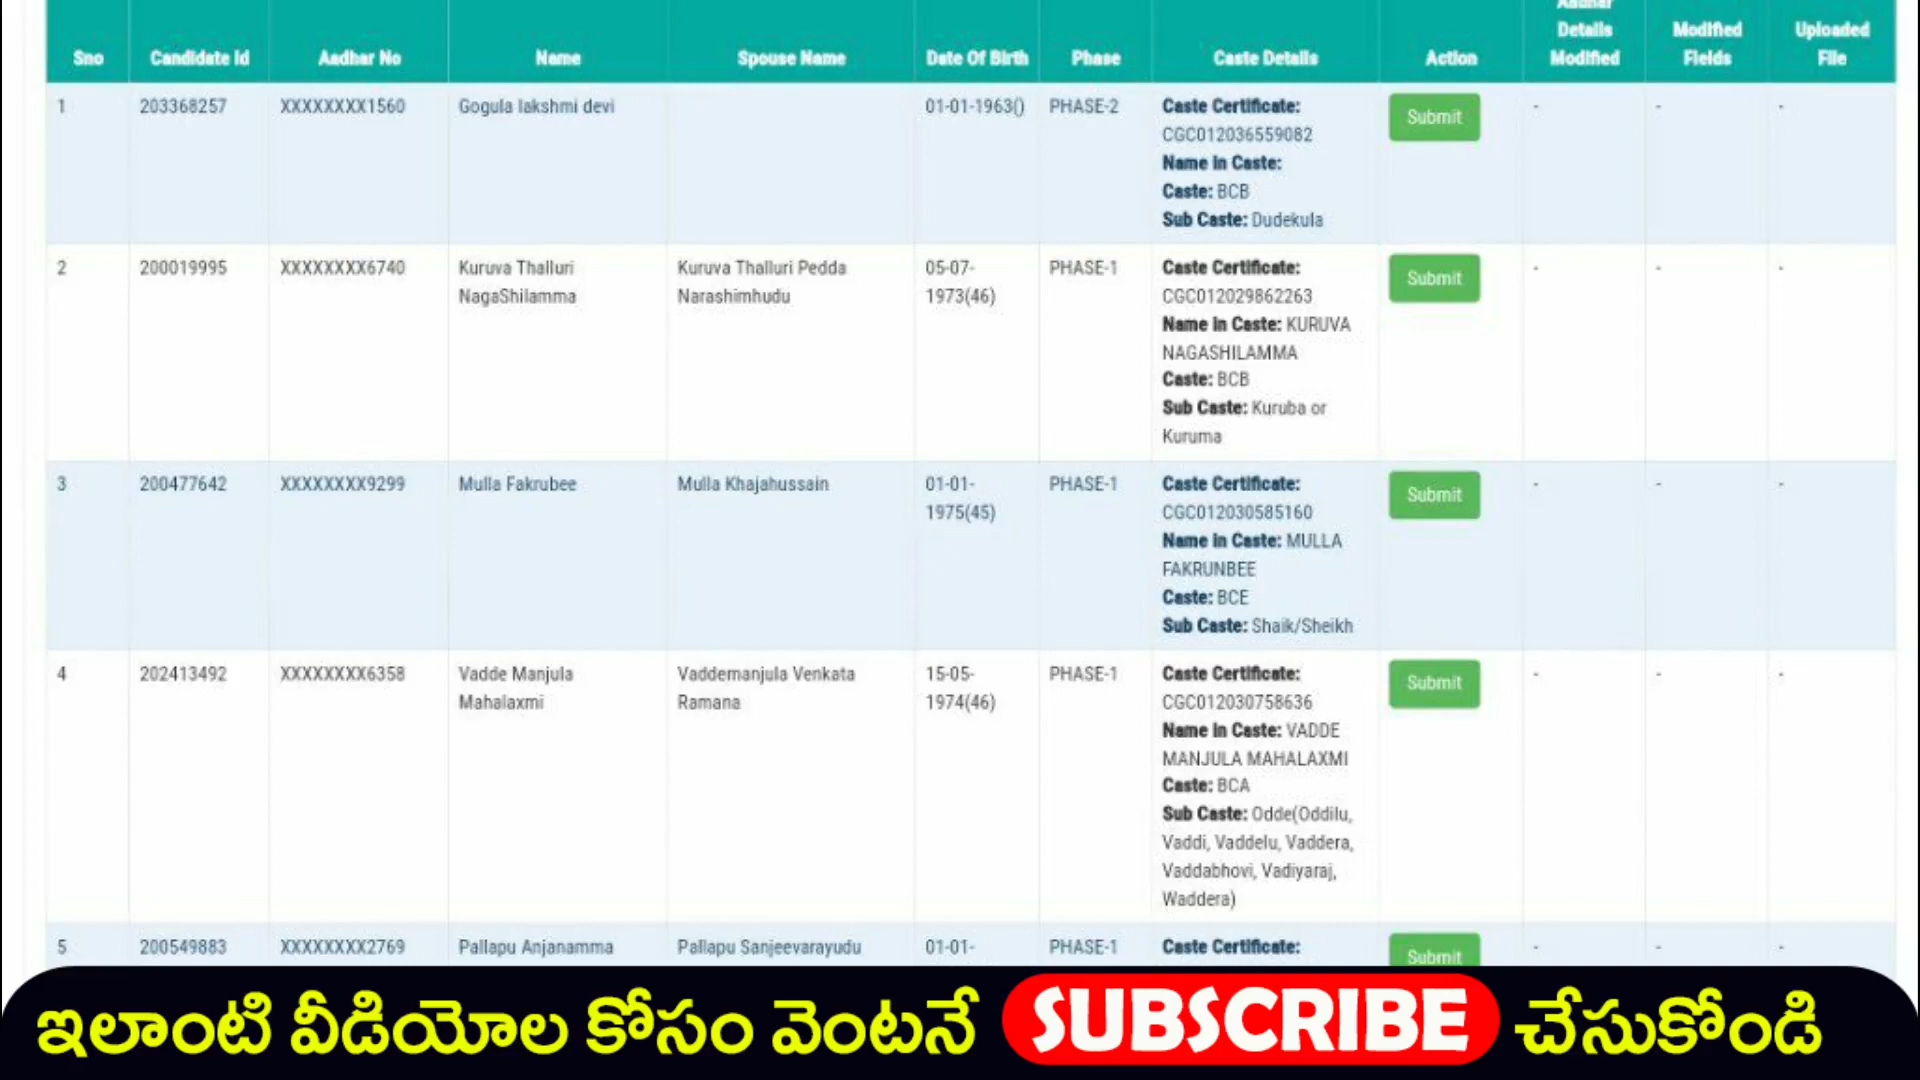 Aadhar
Details
Modified
Sno Candidate Id Aadhar No Name Spouse Name Date Of Birth Phase Caste Details Action Modified Fields Uploaded File
1 203368257 XXXXXXXX1560 Gogula lakshmi devi 01-01-1963() PHASE-2 Caste Certificate: Submit - - -
CGC012036559082
Name In Caste:
Caste: BCB
Sub Caste: Dudekula
2 200019995 XXXXXXXX6740 Kuruva Thalluri Kuruva Thalluri Pedda 05-07- PHASE-1 Caste Certificate: Submit - - -
NagaShilamma Narashimhudu 1973(46) CGC012029862263
Name In Caste: KURUVA
NAGASHILAMMA
Caste: BCB
Sub Caste: Kuruba or
Kuruma
3 200477642 XXXXXXXX9299 Mulla Fakrubee Mulla Khajahussain 01-01- PHASE-1 Caste Certificate: Submit - - -
1975(45) CGC012030585160
Name In Caste: MULLA
FAKRUNBEE
Caste: BCE
Sub Caste: Shaik/Sheikh
4 202413492 XXXXXXXX6358 Vadde Manjula Vaddemanjula Venkata 15-05- PHASE-1 Caste Certificate: Submit - - -
Mahalaxmi Ramana 1974(46) CGC012030758636
Name In Caste: VADDE
MANJULA MAHALAXMI
Caste: BCA
Sub Caste: Odde(Oddilu,
Vaddi, Vaddelu, Vaddera,
Vaddabhovi, Vadiyaraj,
Waddera)
5 200549883 XXXXXXXX2769 Pallapu Anjanamma Pallapu Sanjeevarayudu 01-01- PHASE-1 Caste Certificate: Submit - - -
ఇలాంటి వీడియోల కోసం వెంటనే SUBSCRIBE చేసుకోండి